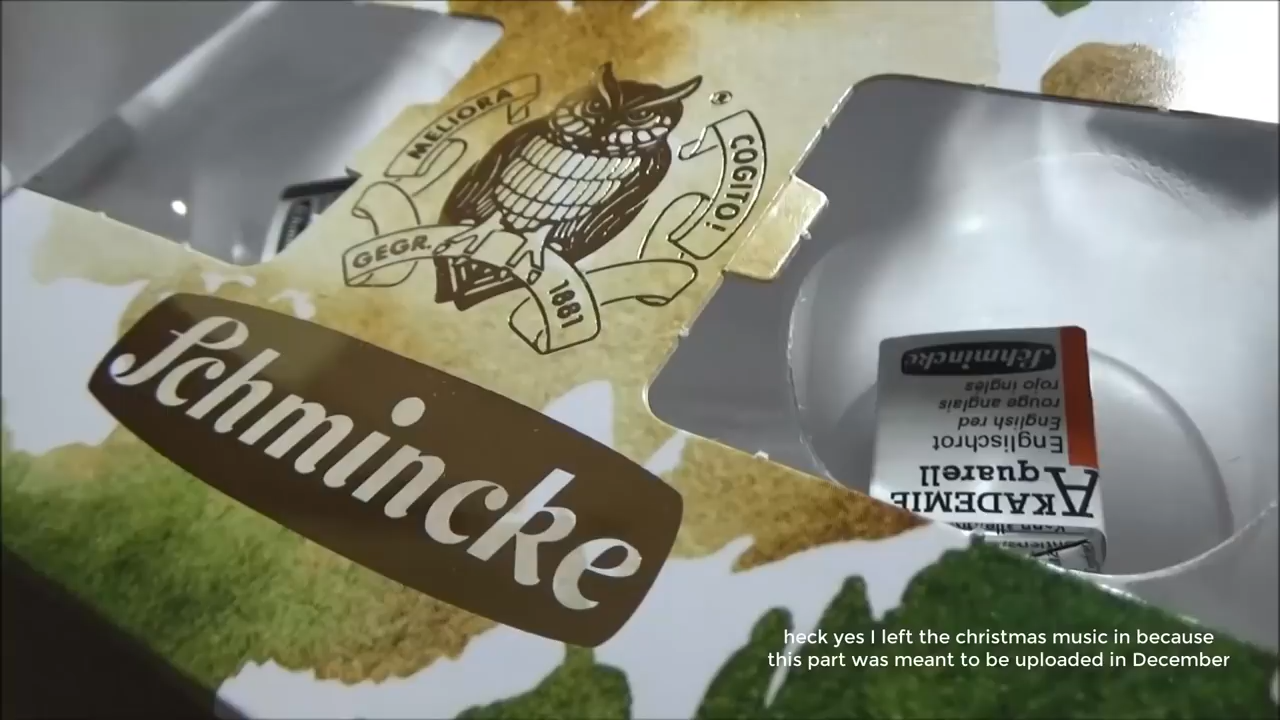 MELIORA
COGITO!
®
GEGR.
1881
Schmincke
Schmincke
rojo inglés
rouge anglais
English red
Englischrot
Aquarell
AKADEMIE
heck yes I left the christmas music in because
this part was meant to be uploaded in December